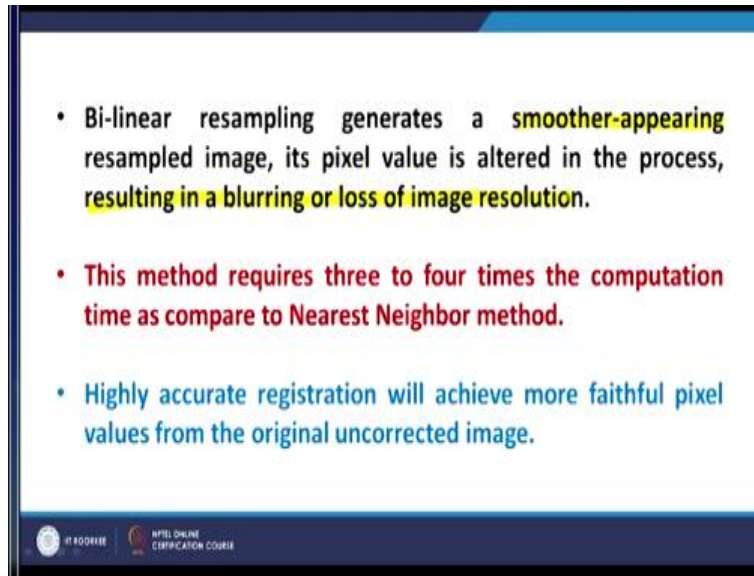 • Bi-linear resampling generates a smoother-appearing
resampled image, its pixel value is altered in the process,
resulting in a blurring or loss of image resolution.
• This method requires three to four times the computation
time as compare to Nearest Neighbor method.
• Highly accurate registration will achieve more faithful pixel
values from the original uncorrected image.
IIT ROORKEE
NPTEL ONLINE
CERTIFICATION COURSE